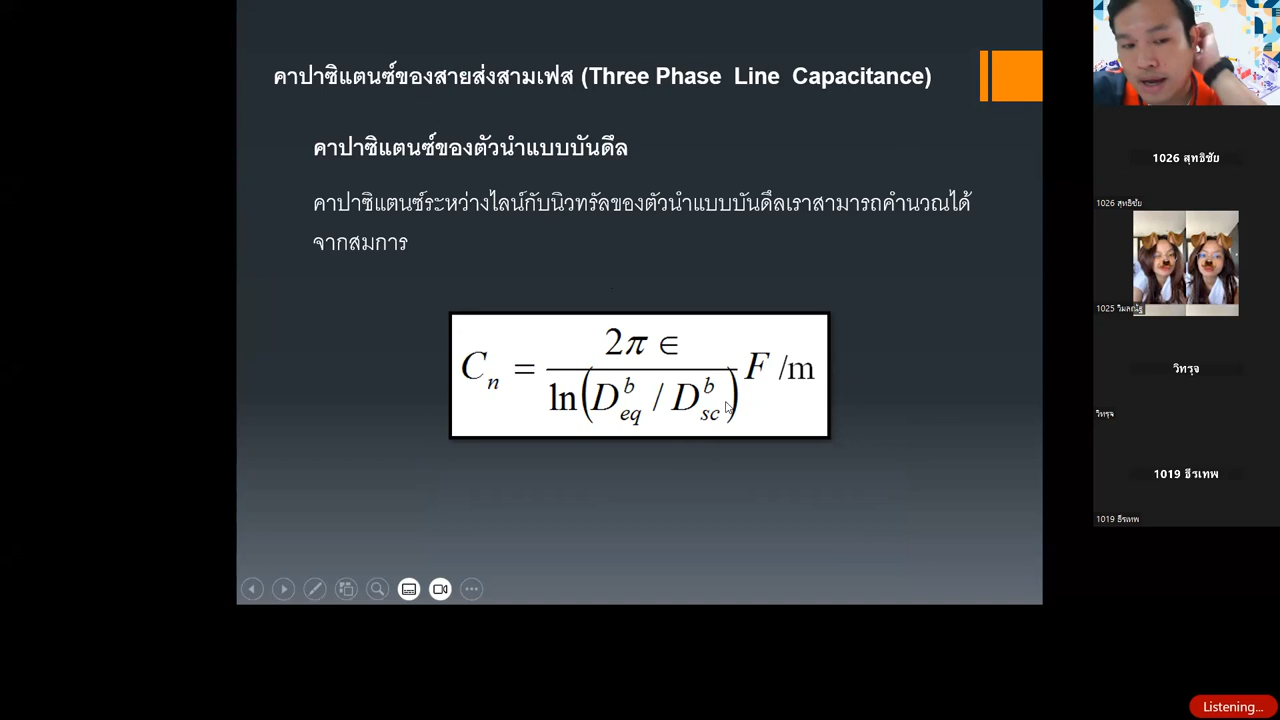 คาปาซิแตนซ์ของสายส่งสามเฟส (Three Phase Line Capacitance)
คาปาซิแตนซ์ของตัวนำแบบบันดึล
คาปาซิแตนซ์ระหว่างไลน์กับนิวทรัลของตัวนำแบบบันดึลเราสามารถคำนวณได้
จากสมการ
C_n = 2π ∈ / ln(D^b_eq / D^b_sc) F /m
1026 สุทธิชัย
1026 สุทธิชัย
1025 วิมลณัฐ
วิทรุจ
วิทรุจ
1019 ธีรเทพ
1019 ธีรเทพ
Listening...